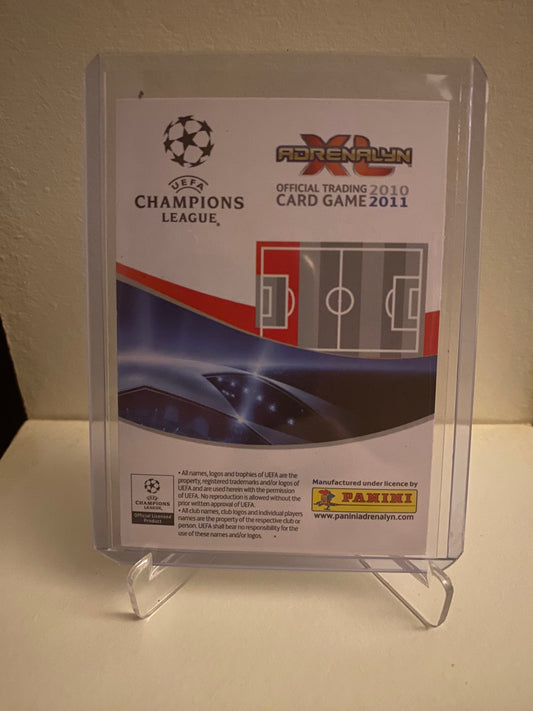 UEFA
CHAMPIONS
LEAGUE®
ADRENALYN XL™
OFFICIAL TRADING 2010
CARD GAME 2011
UEFA
CHAMPIONS
LEAGUE
Official Licensed
Product
• All names, logos and trophies of UEFA are the
property, registered trademarks and/or logos of
UEFA and are used herein with the permission
of UEFA. No reproduction is allowed without the
prior written approval of UEFA.
• All club names, club logos and individual players
names are the property of the respective club or
person. UEFA shall bear no responsibility for the
use of these names and/or logos.
Manufactured under licence by
PANINI
www.paniniadrenalyn.com